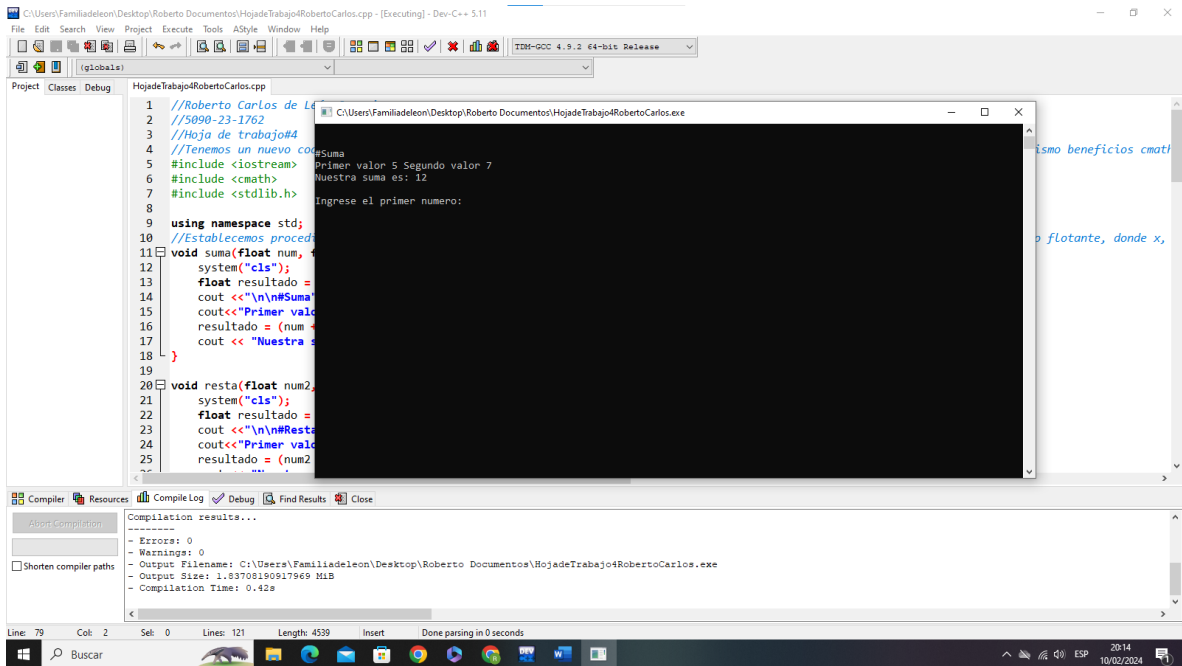 C:\Users\Familiadeleon\Desktop\Roberto Documentos\HojadeTrabajo4RobertoCarlos.cpp - [Executing] - Dev-C++ 5.11
File Edit Search View Project Execute Tools AStyle Window Help
TDM-GCC 4.9.2 64-bit Release
(globals)
Project Classes Debug HojadeTrabajo4RobertoCarlos.cpp
1 //Roberto Carlos de
2 //5090-23-1762
3 //Hoja de trabajo#4
4 //Tenemos un nuevo ismo beneficios cmath
5 #include <iostream>
6 #include <cmath>
7 #include <stdlib.h>
8
9 using namespace std;
10 //Establecemos flotante, donde x,
11 void suma(float num,
12 system("cls");
13 float resultado =
14 cout <<"\n\n#Suma"
15 cout<<"Primer
16 resultado = (num +
17 cout << "Nuestra
18 }
19
20 void resta(float num2,
21 system("cls");
22 float resultado =
23 cout <<"\n\n#Resta
24 cout<<"Primer
25 resultado = (num2
C:\Users\Familiadeleon\Desktop\Roberto Documentos\HojadeTrabajo4RobertoCarlos.exe
#Suma
Primer valor 5 Segundo valor 7
Nuestra suma es: 12
Ingrese el primer numero:
Compiler Resources Compile Log Debug Find Results Close
Abort Compilation
Shorten compiler paths
Compilation results...
--------
- Errors: 0
- Warnings: 0
- Output Filename: C:\Users\Familiadeleon\Desktop\Roberto Documentos\HojadeTrabajo4RobertoCarlos.exe
- Output Size: 1.83708190917969 MiB
- Compilation Time: 0.42s
Line: 79 Col: 2 Sel: 0 Lines: 121 Length: 4539 Insert Done parsing in 0 seconds
Buscar
ESP
20:14
10/02/2024
1